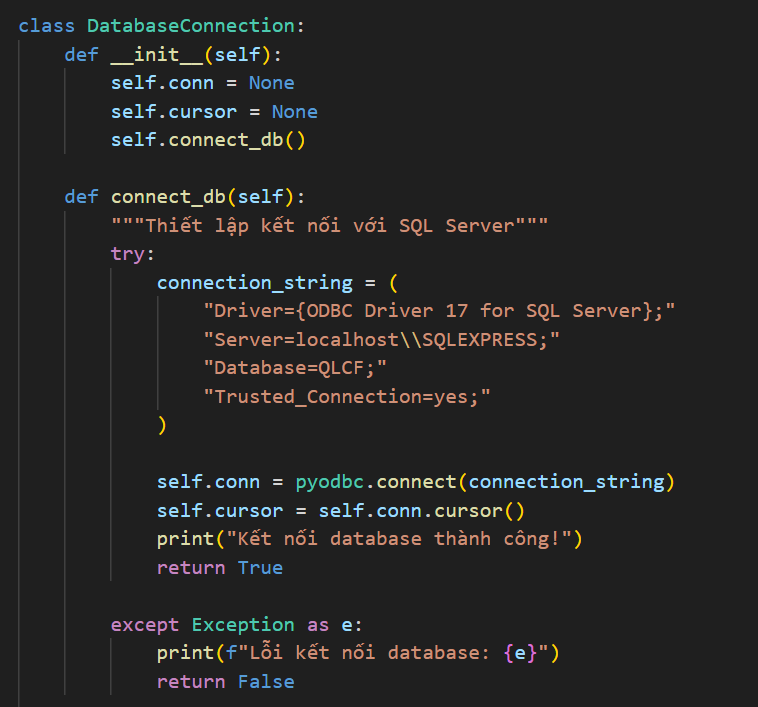 class DatabaseConnection:
    def __init__(self):
        self.conn = None
        self.cursor = None
        self.connect_db()

    def connect_db(self):
        """Thiết lập kết nối với SQL Server"""
        try:
            connection_string = (
                "Driver={ODBC Driver 17 for SQL Server};"
                "Server=localhost\\SQLEXPRESS;"
                "Database=QLCF;"
                "Trusted_Connection=yes;"
            )

            self.conn = pyodbc.connect(connection_string)
            self.cursor = self.conn.cursor()
            print("Kết nối database thành công!")
            return True

        except Exception as e:
            print(f"Lỗi kết nối database: {e}")
            return False